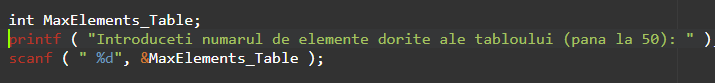 int MaxElements_Table;
printf ( "Introduceti numarul de elemente dorite ale tabloului (pana la 50): " )
scanf ( " %d", &MaxElements_Table );